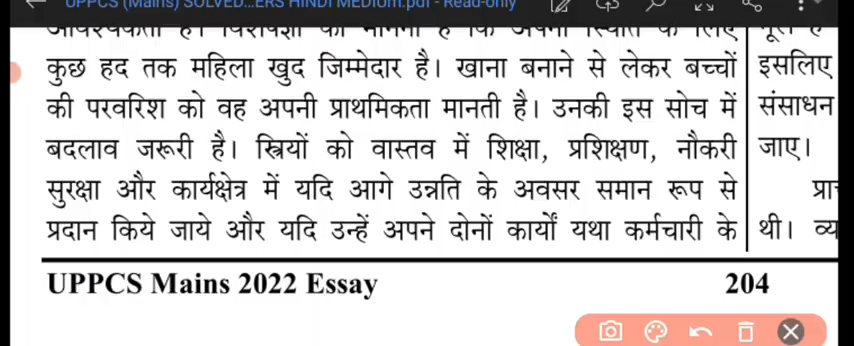 UPPCS (Mains) SOLVED...ERS HINDI MEDIUM.pdf - Read-only
कुछ हद तक महिला खुद जिम्मेदार है। खाना बनाने से लेकर बच्चों
की परवरिश को वह अपनी प्राथमिकता मानती है। उनकी इस सोच में
बदलाव जरूरी है। स्त्रियों को वास्तव में शिक्षा, प्रशिक्षण, नौकरी
सुरक्षा और कार्यक्षेत्र में यदि आगे उन्नति के अवसर समान रूप से
प्रदान किये जाये और यदि उन्हें अपने दोनों कार्यों यथा कर्मचारी के
इसलिए
संसाधन
जाए।
थी।
UPPCS Mains 2022 Essay
204